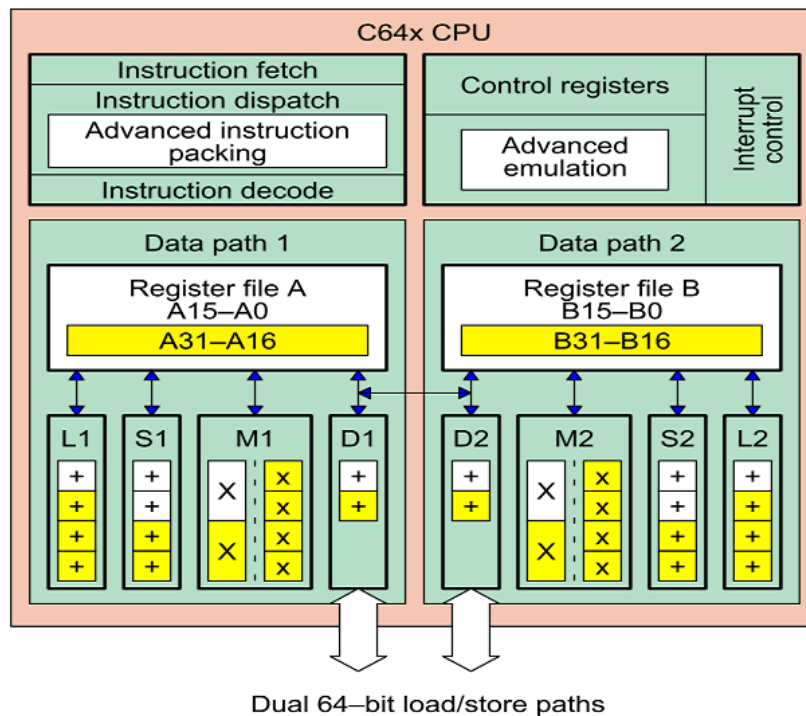 C64x CPU
Instruction fetch
Instruction dispatch
Advanced instruction
packing
Instruction decode
Control registers
Advanced
emulation
Interrupt
control
Data path 1
Register file A
A15–A0
A31–A16
Data path 2
Register file B
B15–B0
B31–B16
L1
+
+
+
+
S1
+
+
+
+
M1
X
X
x
x
x
x
D1
+
+
D2
+
+
M2
X
X
x
x
x
x
S2
+
+
+
+
L2
+
+
+
+
Dual 64–bit load/store paths